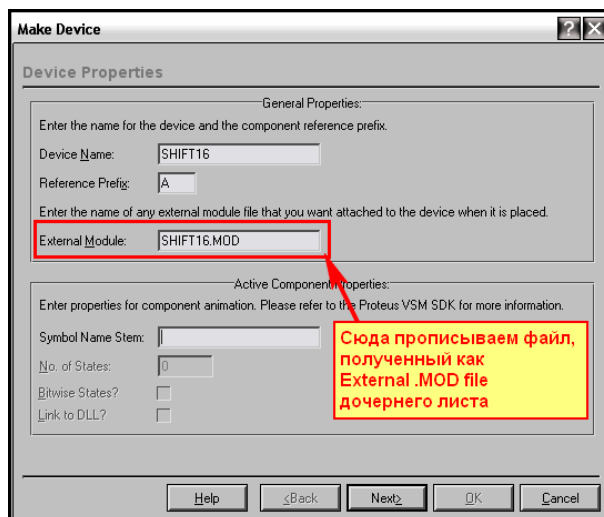 Make Device
Device Properties
General Properties:
Enter the name for the device and the component reference prefix.
Device Name: SHIFT16
Reference Prefix: A
Enter the name of any external module file that you want attached to the device when it is placed.
External Module: SHIFT16.MOD
Active Component Properties:
Enter properties for component animation. Please refer to the Proteus VSM SDK for more information.
Symbol Name Stem:
No. of States: 0
Bitwise States?
Link to DLL?
Сюда прописываем файл,
полученный как
External .MOD file
дочернего листа
Help <Back Next> OK Cancel